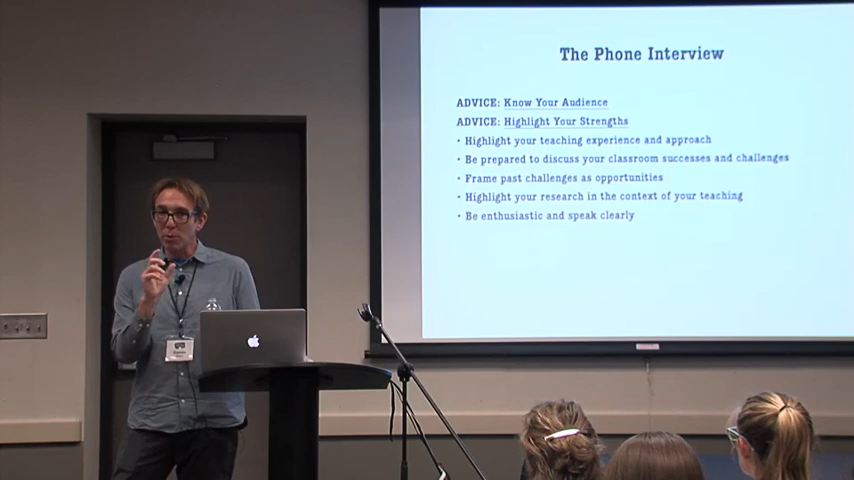 The Phone Interview
ADVICE: Know Your Audience
ADVICE: Highlight Your Strengths
• Highlight your teaching experience and approach
• Be prepared to discuss your classroom successes and challenges
• Frame past challenges as opportunities
• Highlight your research in the context of your teaching
• Be enthusiastic and speak clearly